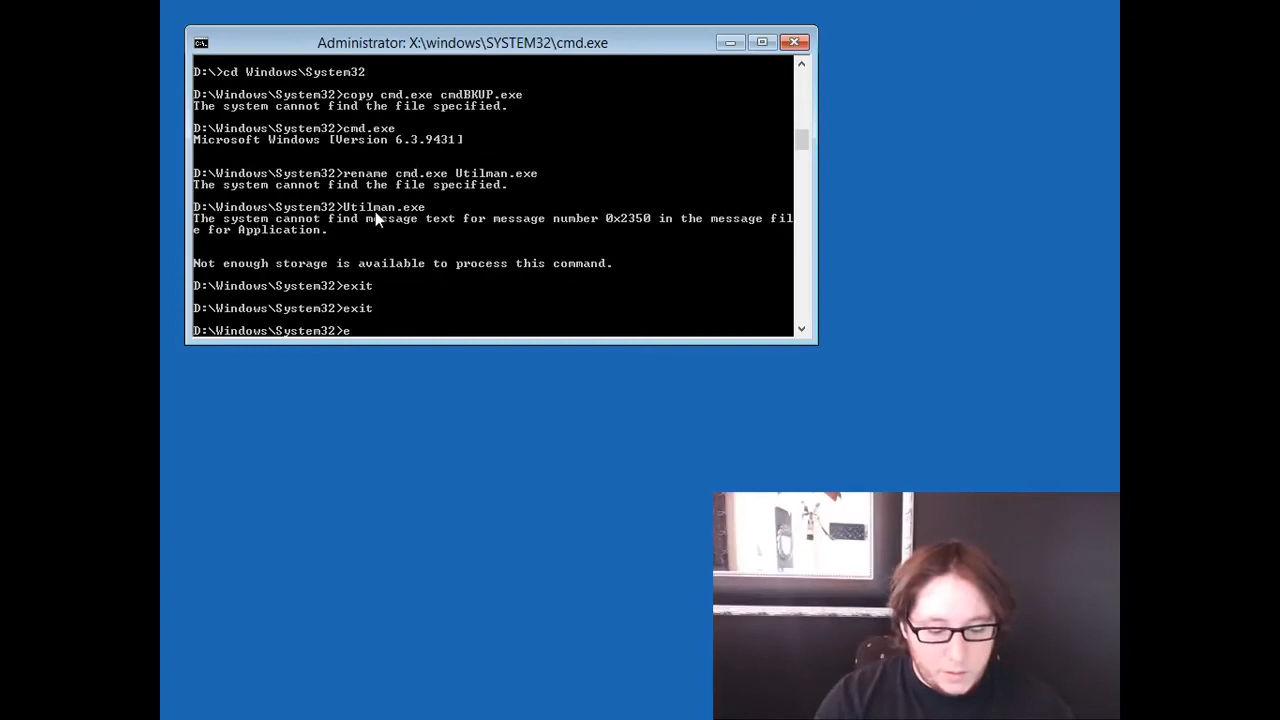 Administrator: X:\windows\SYSTEM32\cmd.exe
D:\>cd Windows\System32
D:\Windows\System32>copy cmd.exe cmdBKUP.exe
The system cannot find the file specified.
D:\Windows\System32>cmd.exe
Microsoft Windows [Version 6.3.9431]
D:\Windows\System32>rename cmd.exe Utilman.exe
The system cannot find the file specified.
D:\Windows\System32>Utilman.exe
The system cannot find message text for message number 0x2350 in the message fil
e for Application.
Not enough storage is available to process this command.
D:\Windows\System32>exit
D:\Windows\System32>exit
D:\Windows\System32>e